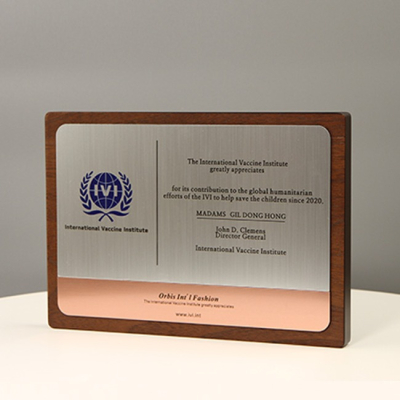 IVI
International Vaccine Institute
The International Vaccine Institute
greatly appreciates
for its contribution to the global humanitarian
efforts of the IVI to help save the children since 2020.
MADAMS GIL DONG HONG
John D. Clemens
Director General
International Vaccine Institute
Orbis Int'l Fashion
The International Vaccine Institute greatly appreciates
www.ivi.int